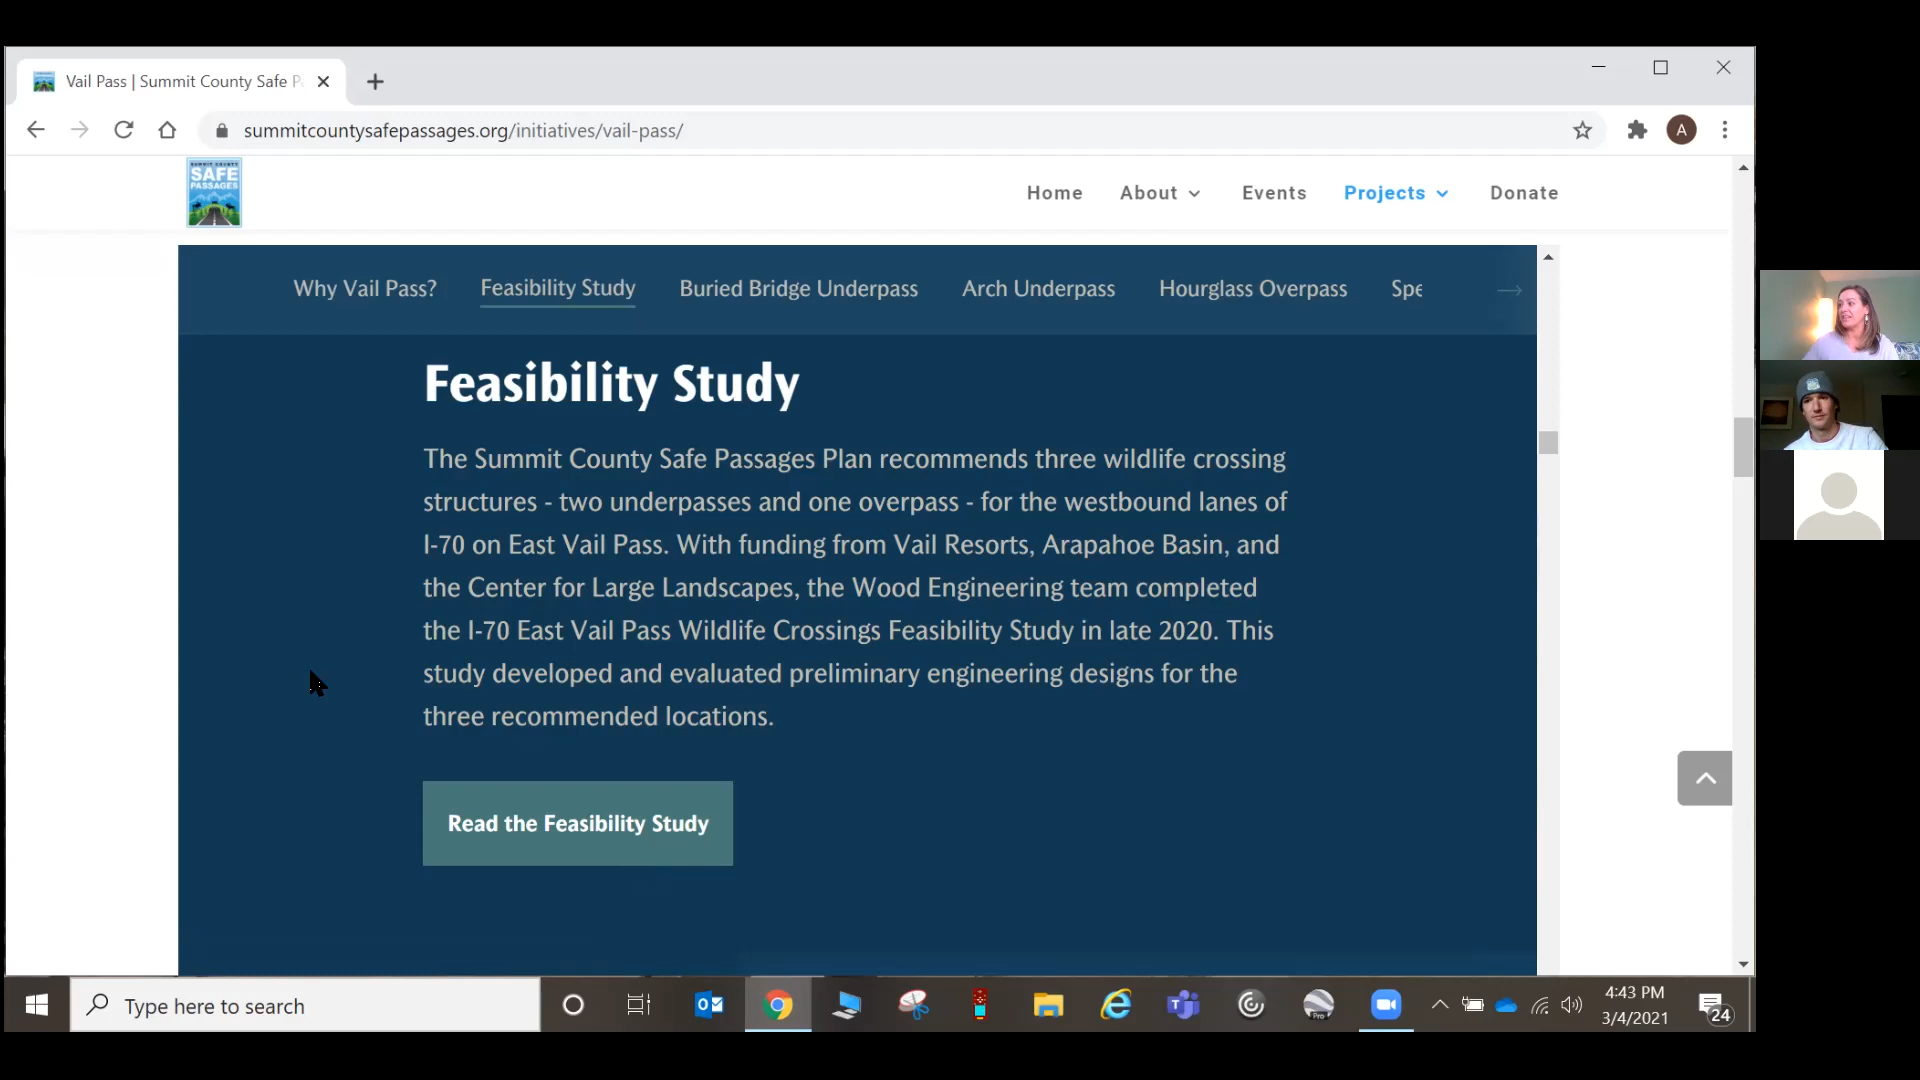 Vail Pass | Summit County Safe P
summitcountysafepassages.org/initiatives/vail-pass/
A
SUMMIT COUNTY
SAFE
PASSAGES
Home
About
Events
Projects
Donate
Why Vail Pass?
Feasibility Study
Buried Bridge Underpass
Arch Underpass
Hourglass Overpass
Spe
Feasibility Study
The Summit County Safe Passages Plan recommends three wildlife crossing
structures - two underpasses and one overpass - for the westbound lanes of
I-70 on East Vail Pass. With funding from Vail Resorts, Arapahoe Basin, and
the Center for Large Landscapes, the Wood Engineering team completed
the I-70 East Vail Pass Wildlife Crossings Feasibility Study in late 2020. This
study developed and evaluated preliminary engineering designs for the
three recommended locations.
Read the Feasibility Study
Type here to search
Pro
4:43 PM
3/4/2021
24